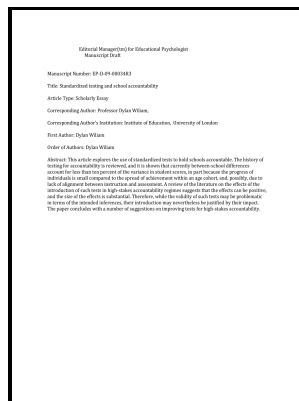 Editorial Manager(tm) for Educational Psychologist
Manuscript Draft
Manuscript Number: EP-D-09-00034R3
Title: Standardized testing and school accountability
Article Type: Scholarly Essay
Corresponding Author: Professor Dylan Wiliam,
Corresponding Author's Institution: Institute of Education, University of London
First Author: Dylan Wiliam
Order of Authors: Dylan Wiliam
Abstract: This article explores the use of standardized tests to hold schools accountable. The history of
testing for accountability is reviewed, and it is shown that currently between-school differences
account for less than ten percent of the variance in student scores, in part because the progress of
individuals is small compared to the spread of achievement within an age cohort, and, possibly, due to
lack of alignment between instruction and assessment. A review of the literature on the effects of the
introduction of such tests in high-stakes accountability regimes suggests that the effects can be positive,
and the size of the effects is substantial. Therefore, while the validity of such tests may be problematic
in terms of the intended inferences, their introduction may nevertheless be justified by their impact.
The paper concludes with a number of suggestions on improving tests for high-stakes accountability.